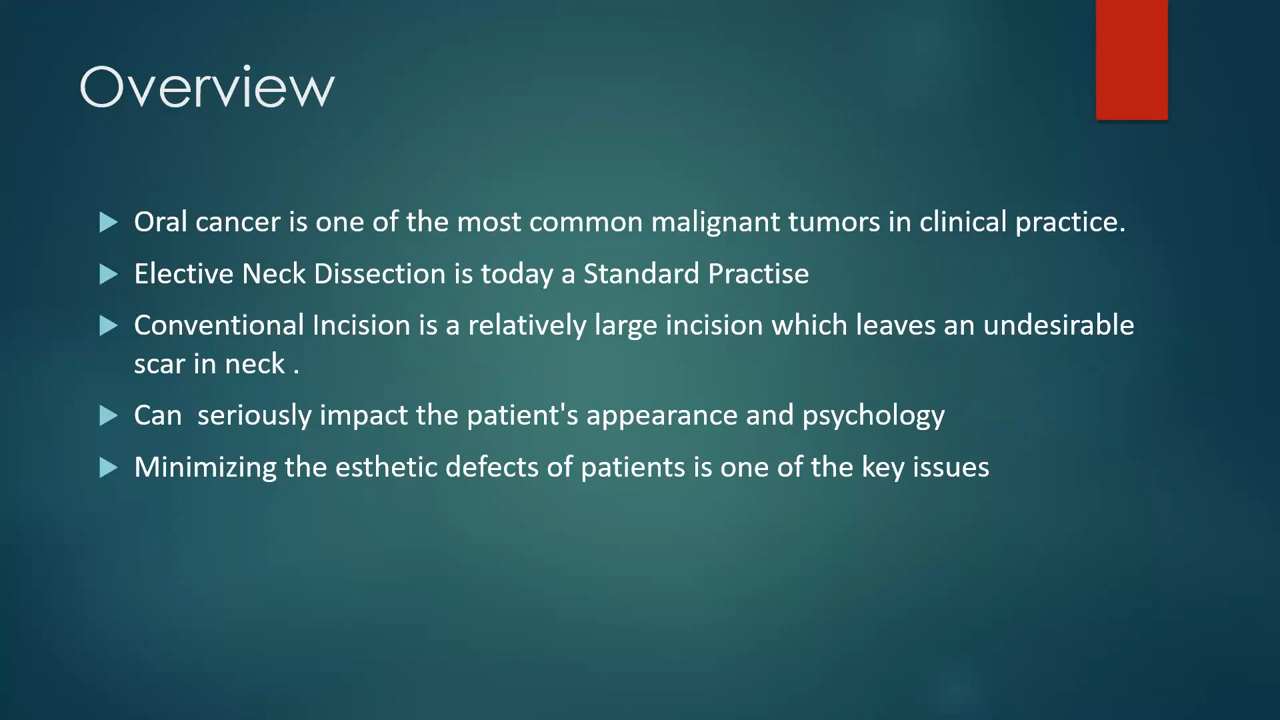 Overview
Oral cancer is one of the most common malignant tumors in clinical practice.
Elective Neck Dissection is today a Standard Practise
Conventional Incision is a relatively large incision which leaves an undesirable
scar in neck .
Can  seriously impact the patient's appearance and psychology
Minimizing the esthetic defects of patients is one of the key issues